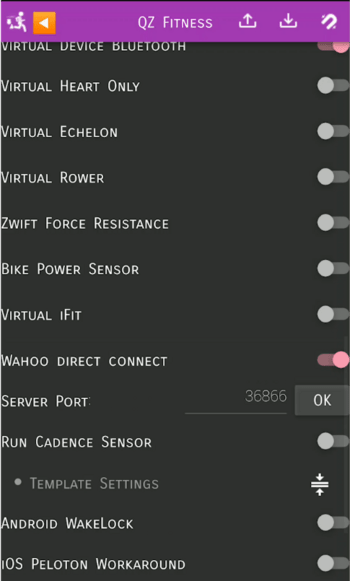 QZ Fitness
Virtual Device Bluetooth
Virtual Heart Only
Virtual Echelon
Virtual Rower
Zwift Force Resistance
Bike Power Sensor
Virtual iFit
Wahoo direct connect
Server Port: 36866 OK
Run Cadence Sensor
• Template Settings
Android WakeLock
iOS Peloton Workaround